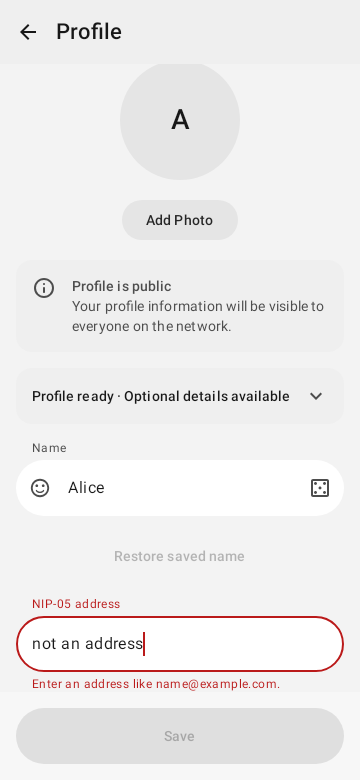 Profile
A
Add Photo
Profile is public
Your profile information will be visible to
everyone on the network.
Profile ready · Optional details available
Name
Alice
Restore saved name
NIP-05 address
not an address
Enter an address like name@example.com.
Save